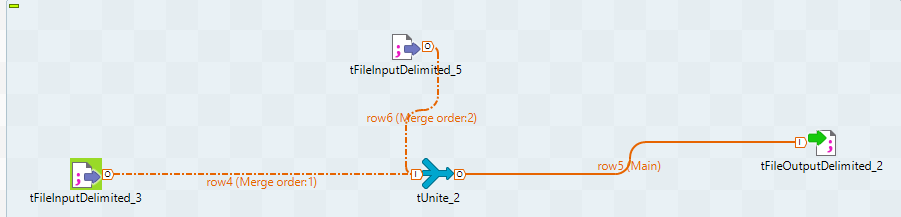 tFileInputDelimited_5
row6 (Merge order:2)
row5 (Main)
tFileOutputDelimited_2
row4 (Merge order:1)
tFileInputDelimited_3
tUnite_2